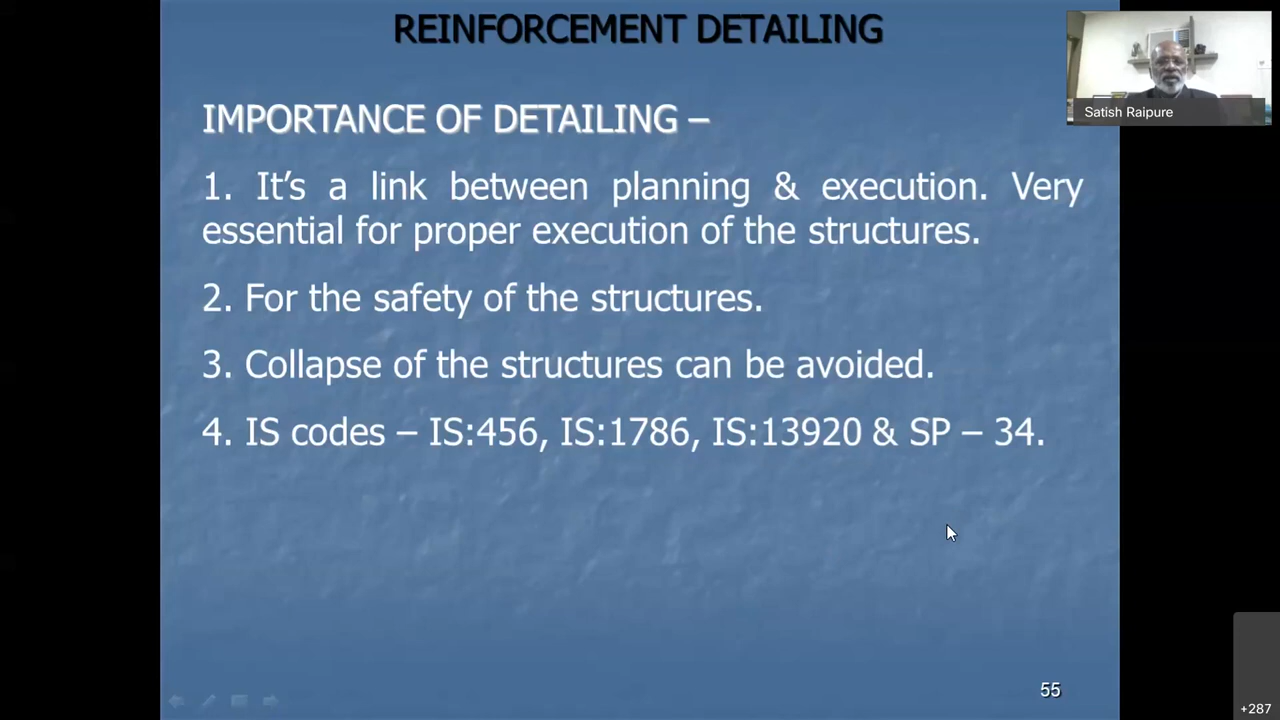 REINFORCEMENT DETAILING
Satish Raipure
IMPORTANCE OF DETAILING –
1. It’s a link between planning & execution. Very
essential for proper execution of the structures.
2. For the safety of the structures.
3. Collapse of the structures can be avoided.
4. IS codes – IS:456, IS:1786, IS:13920 & SP – 34.
55
+287